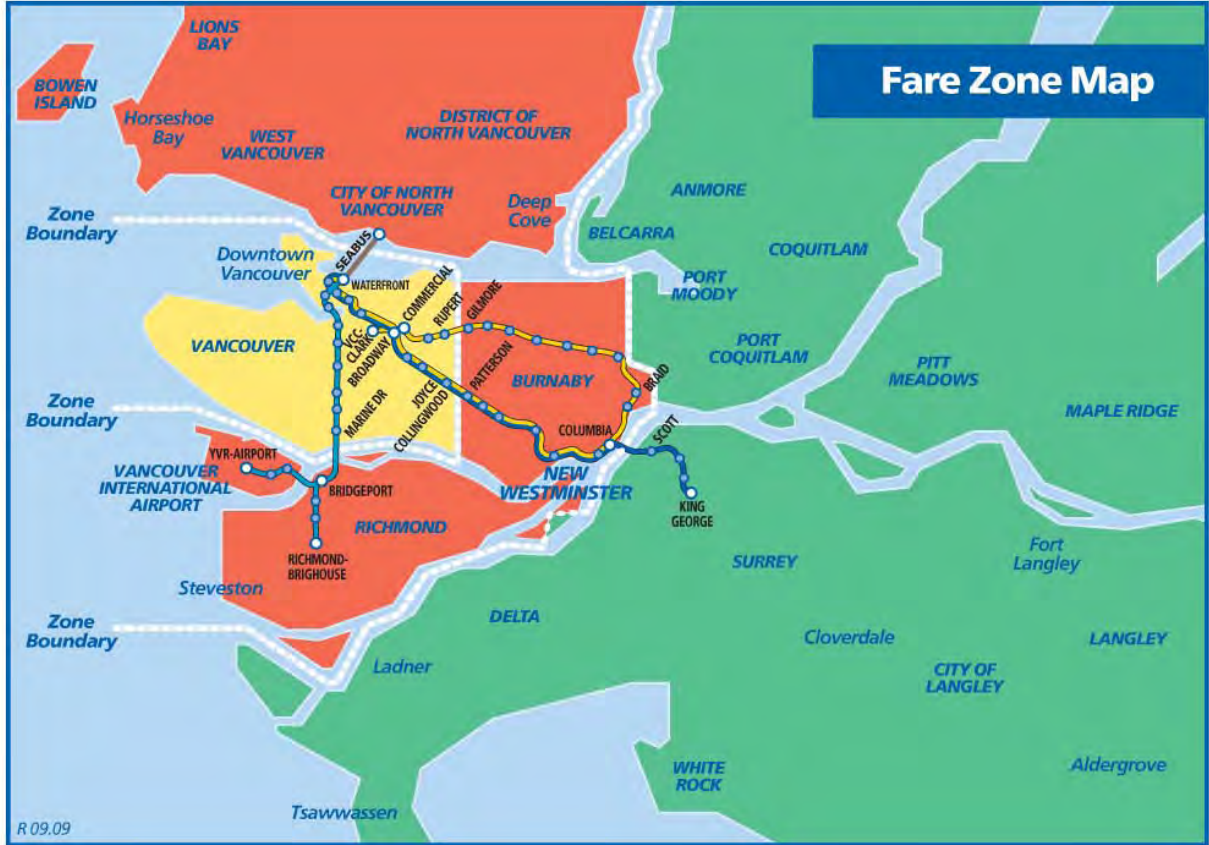 Fare Zone Map
LIONS
BAY
BOWEN
ISLAND
Horseshoe
Bay
WEST
VANCOUVER
DISTRICT OF
NORTH VANCOUVER
CITY OF NORTH
VANCOUVER
Deep
Cove
ANMORE
BELCARRA
COQUITLAM
Zone
Boundary
Downtown
Vancouver
SEABUS
WATERFRONT
PORT
MOODY
COMMERCIAL
RUPERT
GILMORE
VCC-
CLARK
BROADWAY
VANCOUVER
PORT
COQUITLAM
PITT
MEADOWS
MAPLE RIDGE
PATTERSON
BURNABY
BRAID
JOYCE
COLLINGWOOD
MARINE DR
Zone
Boundary
COLUMBIA
SCOTT
YVR-AIRPORT
VANCOUVER
INTERNATIONAL
AIRPORT
BRIDGEPORT
NEW
WESTMINSTER
KING
GEORGE
RICHMOND
RICHMOND-
BRIGHOUSE
Steveston
SURREY
Fort
Langley
Zone
Boundary
DELTA
Cloverdale
LANGLEY
Ladner
CITY OF
LANGLEY
WHITE
ROCK
Aldergrove
Tsawwassen
R 09.09